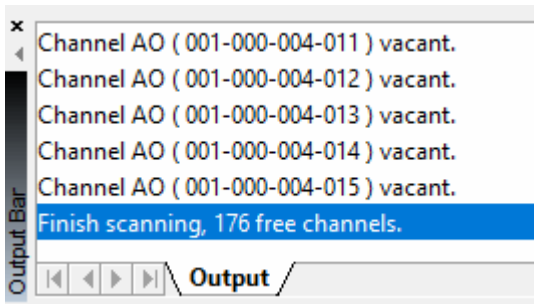 Channel AO ( 001-000-004-011 ) vacant.
Channel AO ( 001-000-004-012 ) vacant.
Channel AO ( 001-000-004-013 ) vacant.
Channel AO ( 001-000-004-014 ) vacant.
Channel AO ( 001-000-004-015 ) vacant.
Finish scanning, 176 free channels.
Output Bar
Output